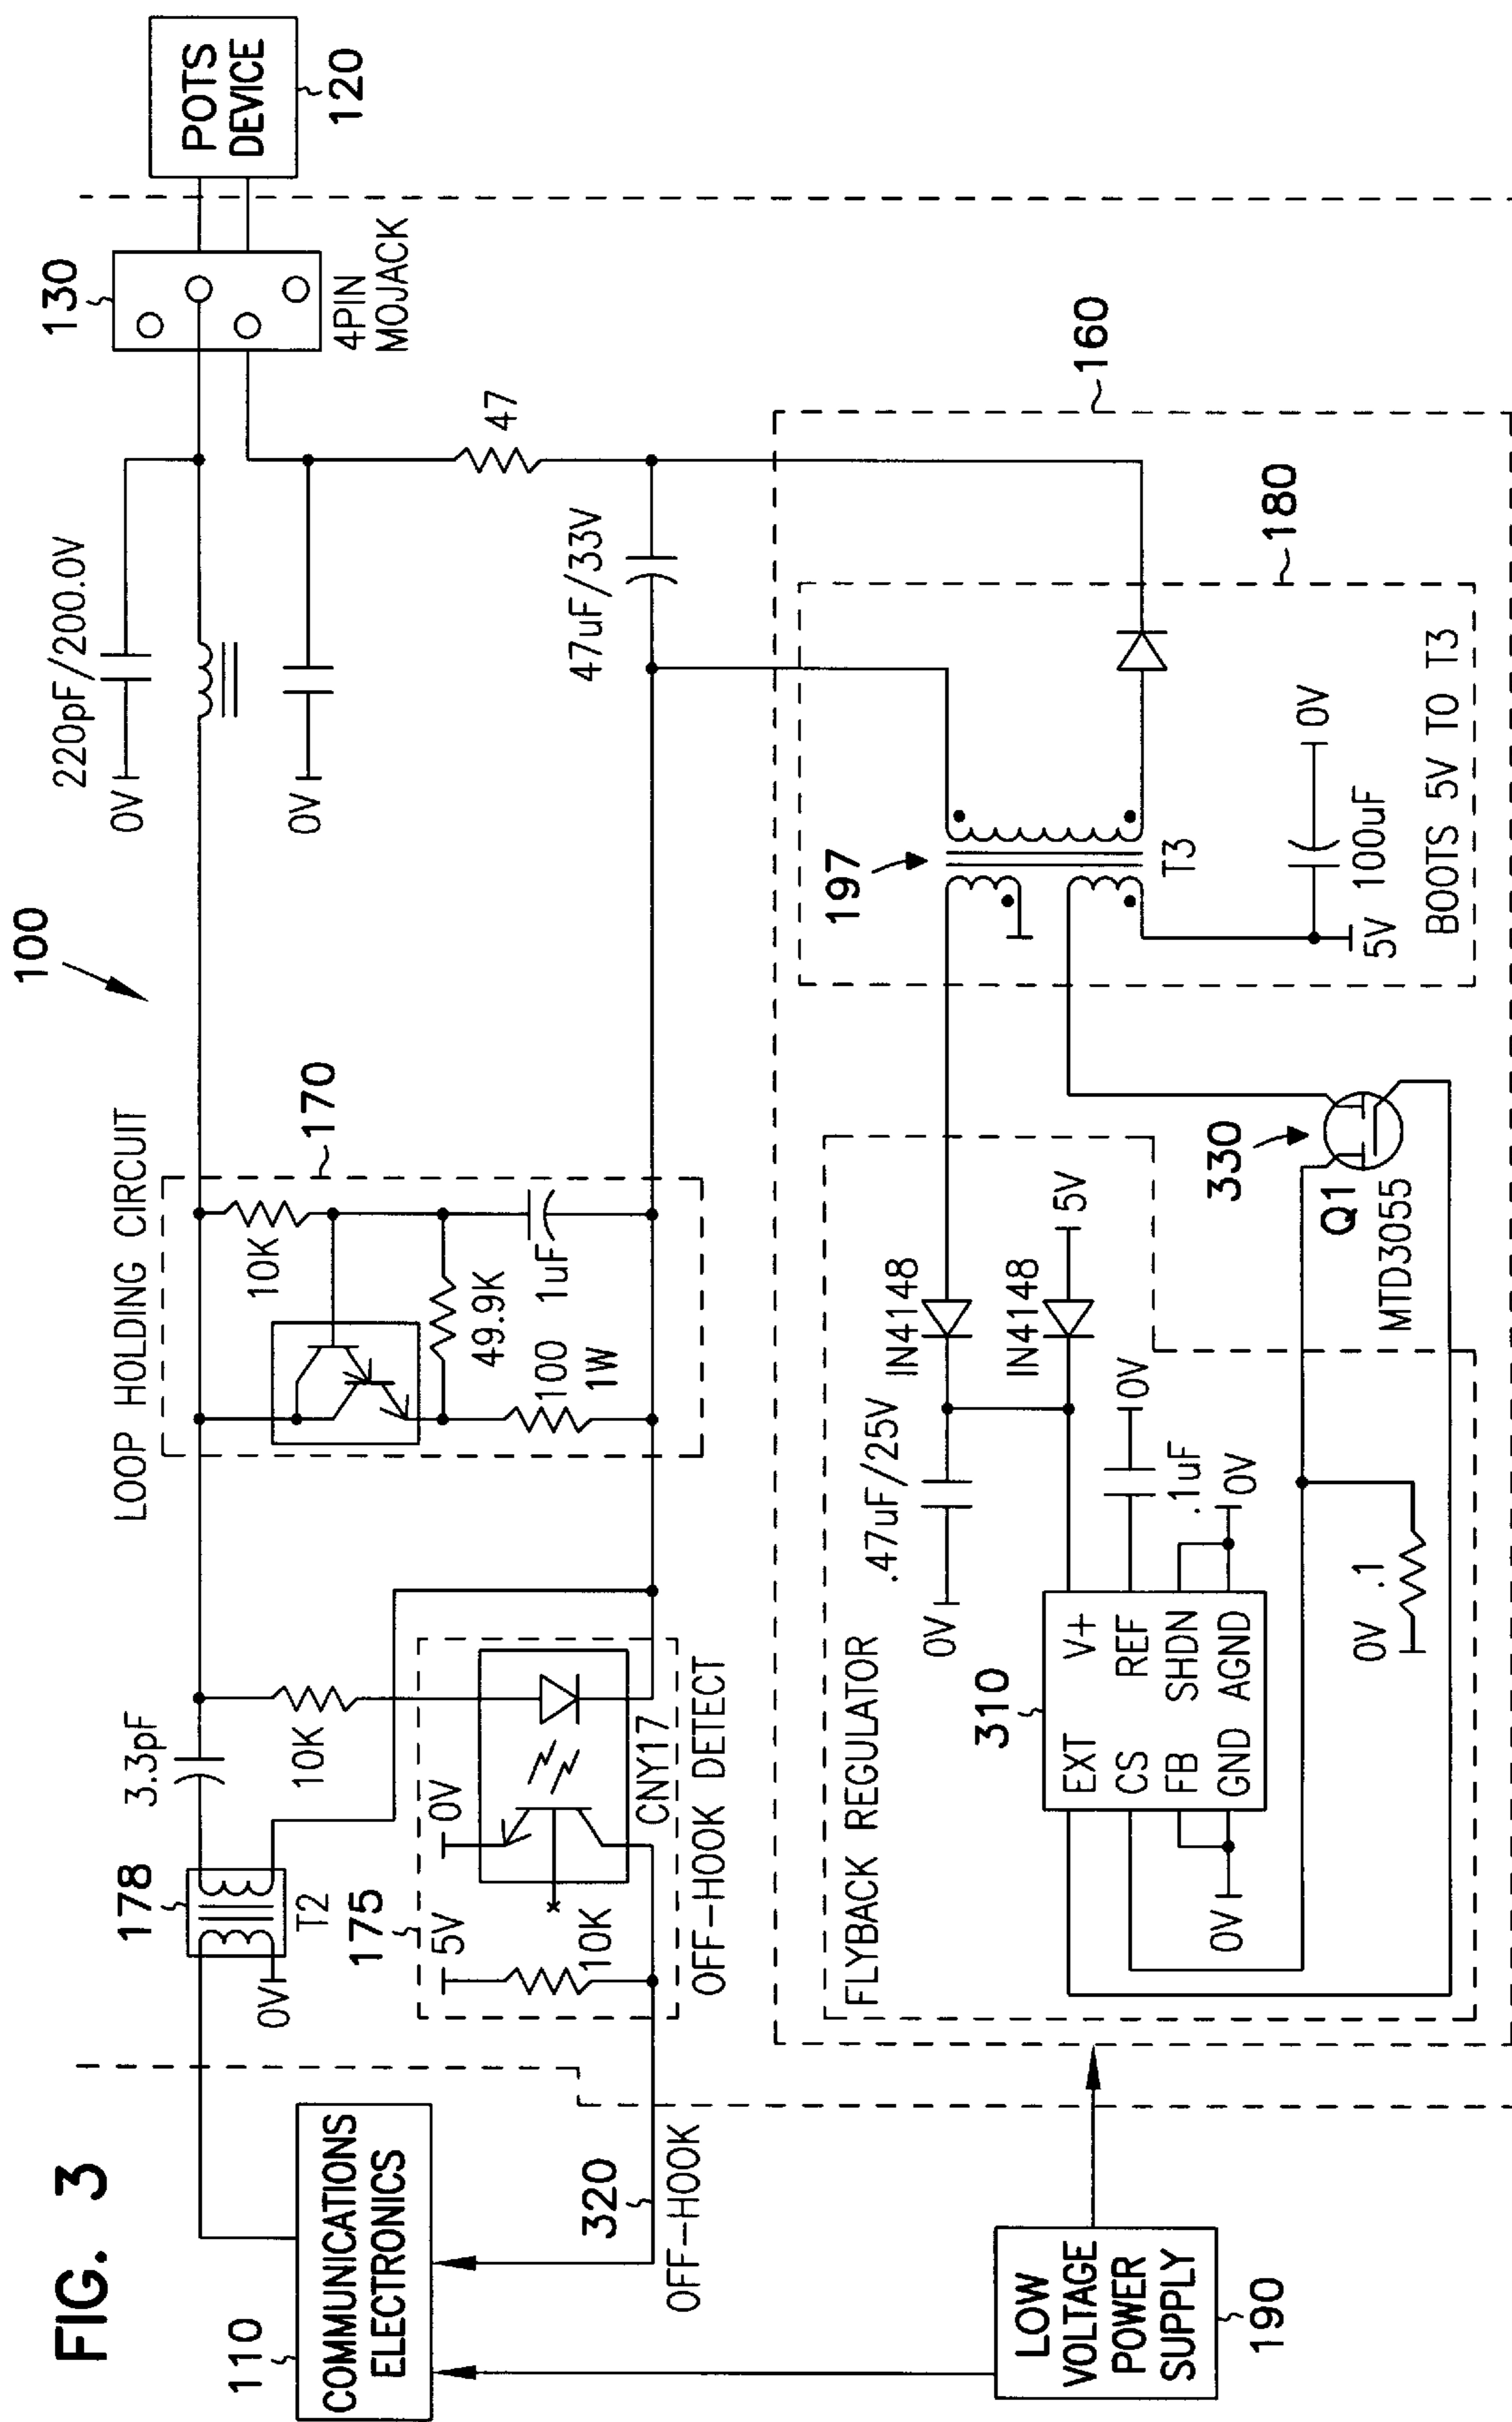 FIG. 3
100
110
COMMUNICATIONS
ELECTRONICS
320
OFF-HOOK
LOW
VOLTAGE
POWER
SUPPLY
190
178
T2
0V
3.3pF
10K
175
5V
0V
10K
CNY17
OFF-HOOK DETECT
LOOP HOLDING CIRCUIT
170
10K
49.9K
1uF
100
1W
220pF/200.0V
0V
0V
47uF/33V
47
130
4PIN
MOJACK
POTS
DEVICE
120
160
FLYBACK REGULATOR
310
EXT
V+
CS
REF
FB
SHDN
GND
AGND
0V
0V
.1uF
0V
0V
.47uF/25V
IN4148
IN4148
5V
0V
.1
330
Q1
MTD3055
197
T3
180
5V
100uF
0V
BOOTS 5V TO T3